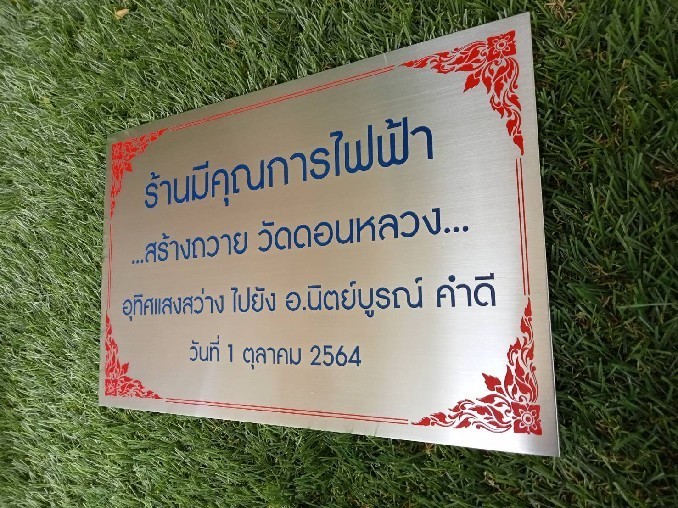 ร้านมีคุณการไฟฟ้า
...สร้างถวาย วัดดอนหลวง...
อุทิศแสงสว่าง ไปยัง อ.นิตย์บูรณ์ คำดี
วันที่ 1 ตุลาคม 2564